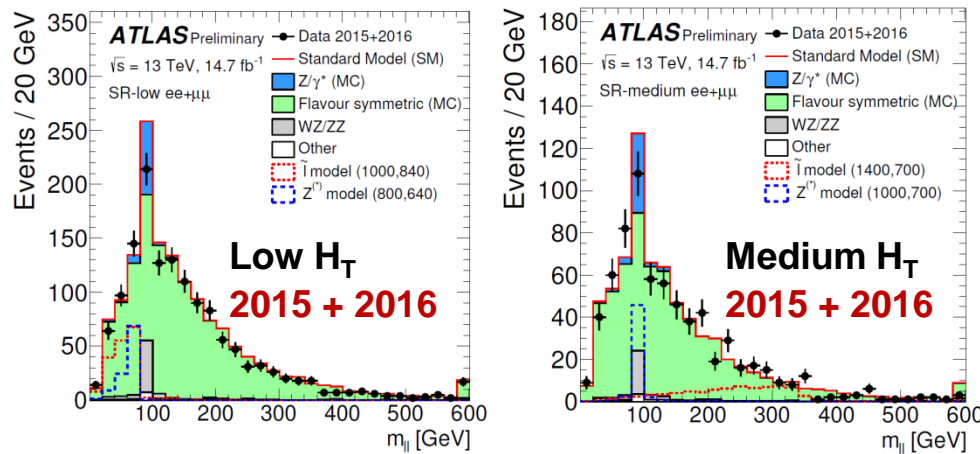 ATLAS Preliminary
√s = 13 TeV, 14.7 fb⁻¹
SR-low ee+μμ
Data 2015+2016
Standard Model (SM)
Z/γ* (MC)
Flavour symmetric (MC)
WZ/ZZ
Other
l̃ model (1000,840)
Z(*) model (800,640)
Low H_T
2015 + 2016
Events / 20 GeV
350
300
250
200
150
100
50
0
100 200 300 400 500 600
m_ll [GeV]
ATLAS Preliminary
√s = 13 TeV, 14.7 fb⁻¹
SR-medium ee+μμ
Data 2015+2016
Standard Model (SM)
Z/γ* (MC)
Flavour symmetric (MC)
WZ/ZZ
Other
l̃ model (1400,700)
Z(*) model (1000,700)
Medium H_T
2015 + 2016
Events / 20 GeV
180
160
140
120
100
80
60
40
20
0
100 200 300 400 500 600
m_ll [GeV]